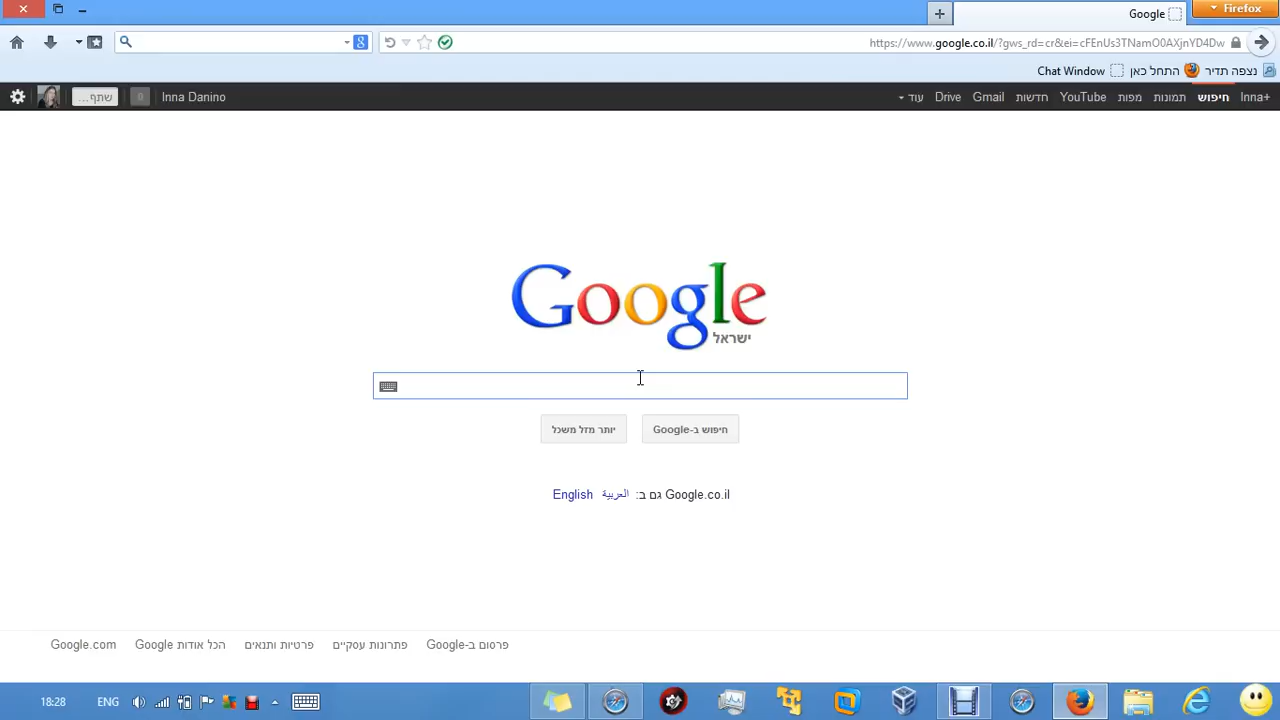 Google
Firefox
https://www.google.co.il/?gws_rd=cr&ei=cFEnUs3TNamO0AXjnYD4Dw
נצפה תדיר
התחל כאן
Chat Window
Inna+
חיפוש
תמונות
מפות
YouTube
חדשות
Gmail
Drive
עוד
Inna Danino
0
שתף...
Google
ישראל
חיפוש ב-Google
יותר מזל משכל
Google.co.il גם ב: العربية English
פרסום ב-Google
פתרונות עסקיים
פרטיות ותנאים
הכל אודות Google
Google.com
18:28
ENG